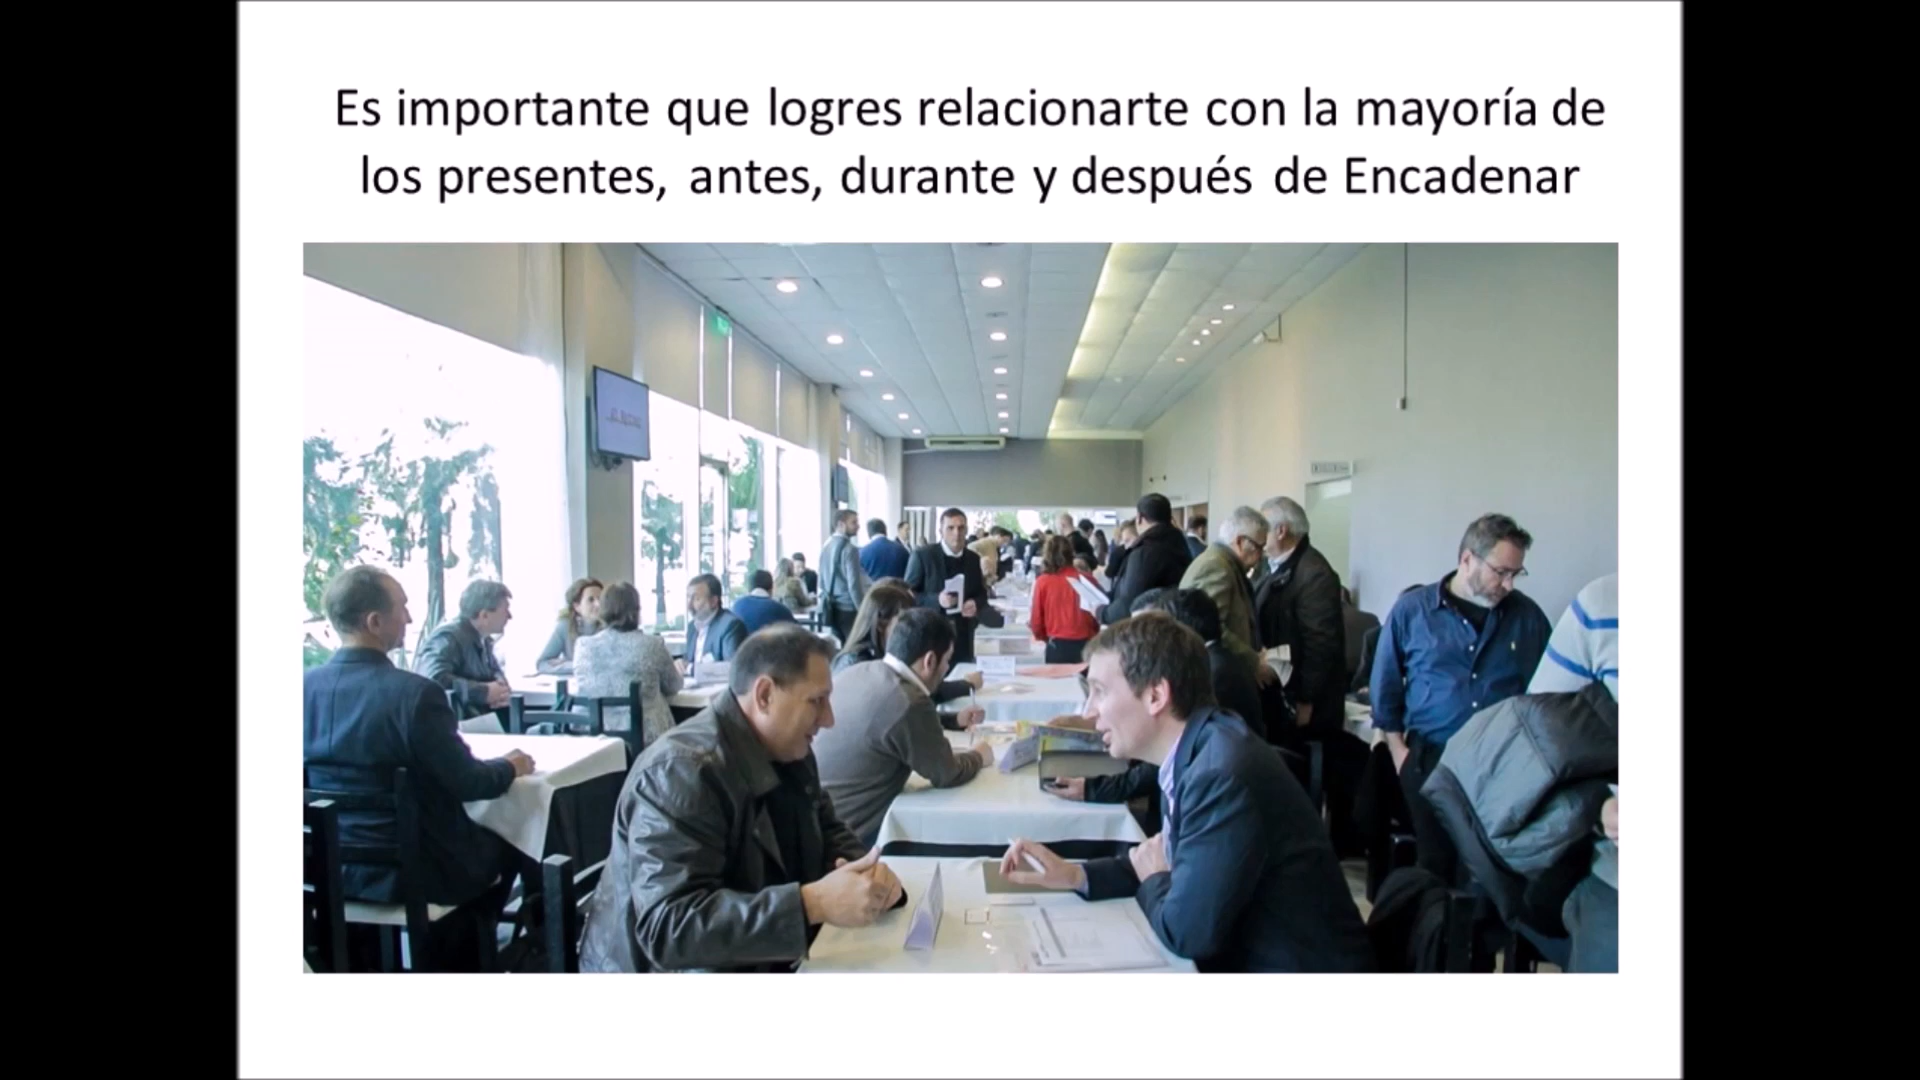 Es importante que logres relacionarte con la mayoría de
los presentes, antes, durante y después de Encadenar